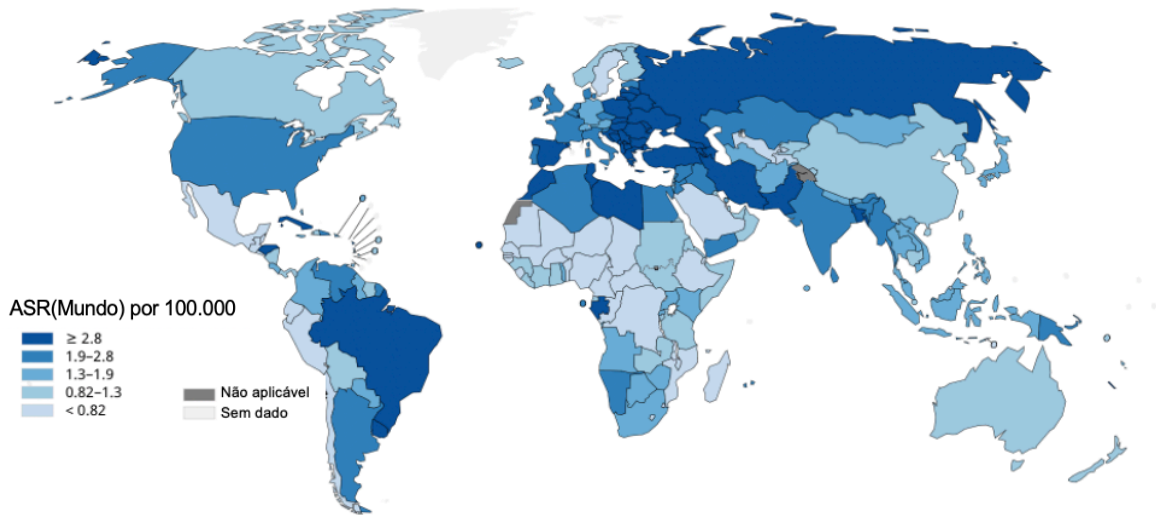 ASR(Mundo) por 100.000
≥ 2.8
1.9–2.8
1.3–1.9
0.82–1.3
< 0.82
Não aplicável
Sem dado